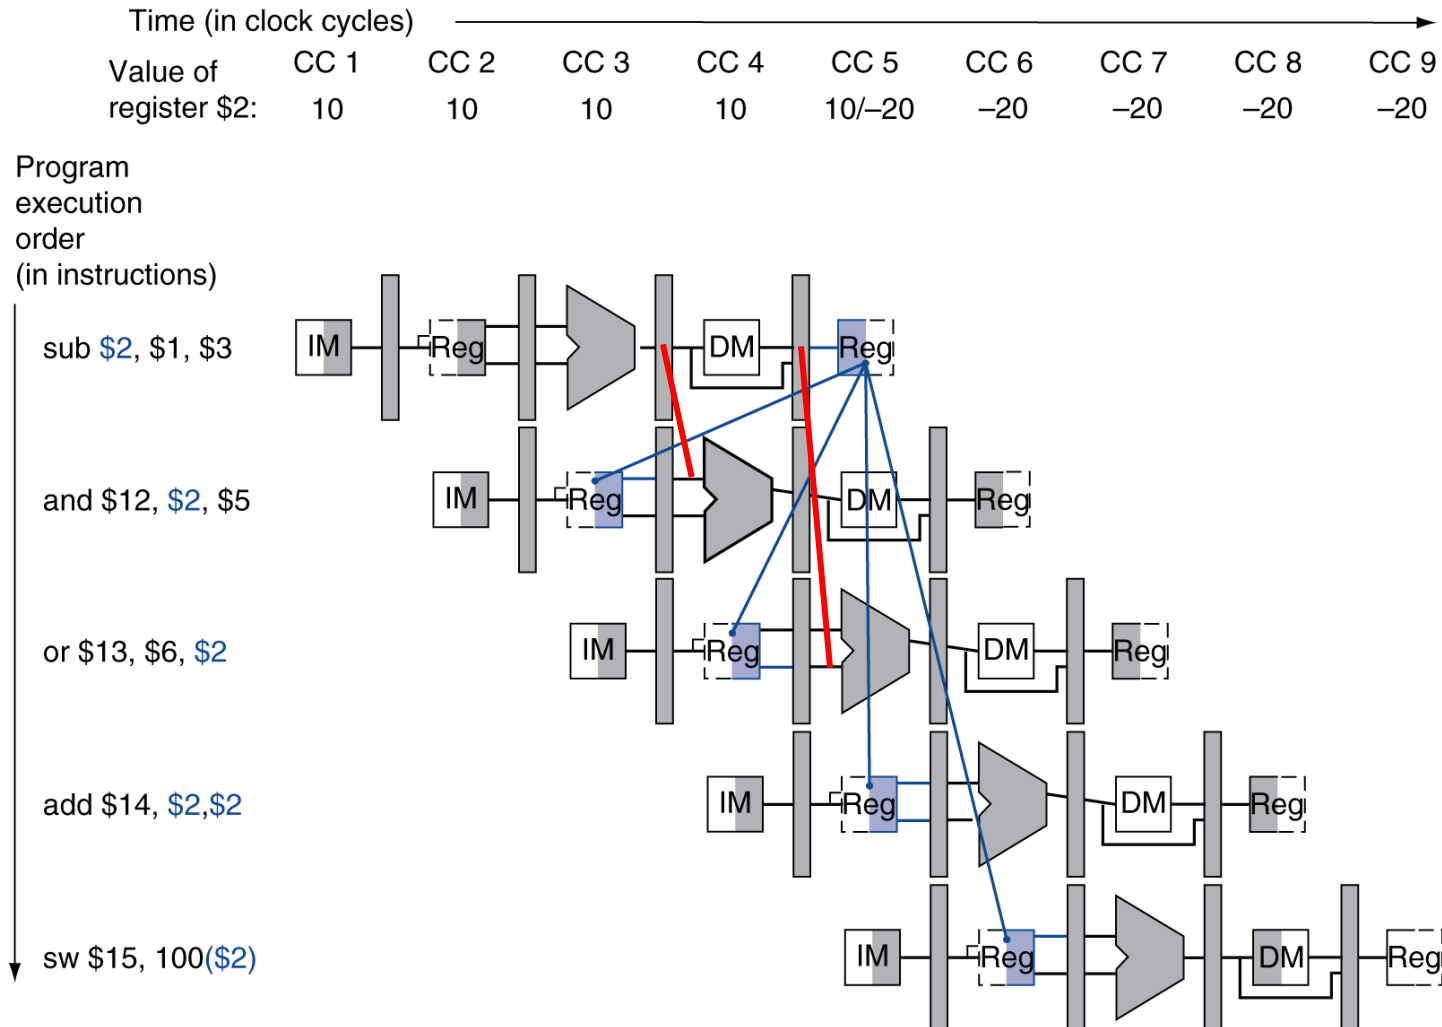 Time (in clock cycles)
Value of register $2:
CC 1 CC 2 CC 3 CC 4 CC 5 CC 6 CC 7 CC 8 CC 9
10 10 10 10 10/–20 –20 –20 –20 –20
Program
execution
order
(in instructions)
sub $2, $1, $3
IM Reg DM Reg
and $12, $2, $5
IM Reg DM Reg
or $13, $6, $2
IM Reg DM Reg
add $14, $2,$2
IM Reg DM Reg
sw $15, 100($2)
IM Reg DM Reg